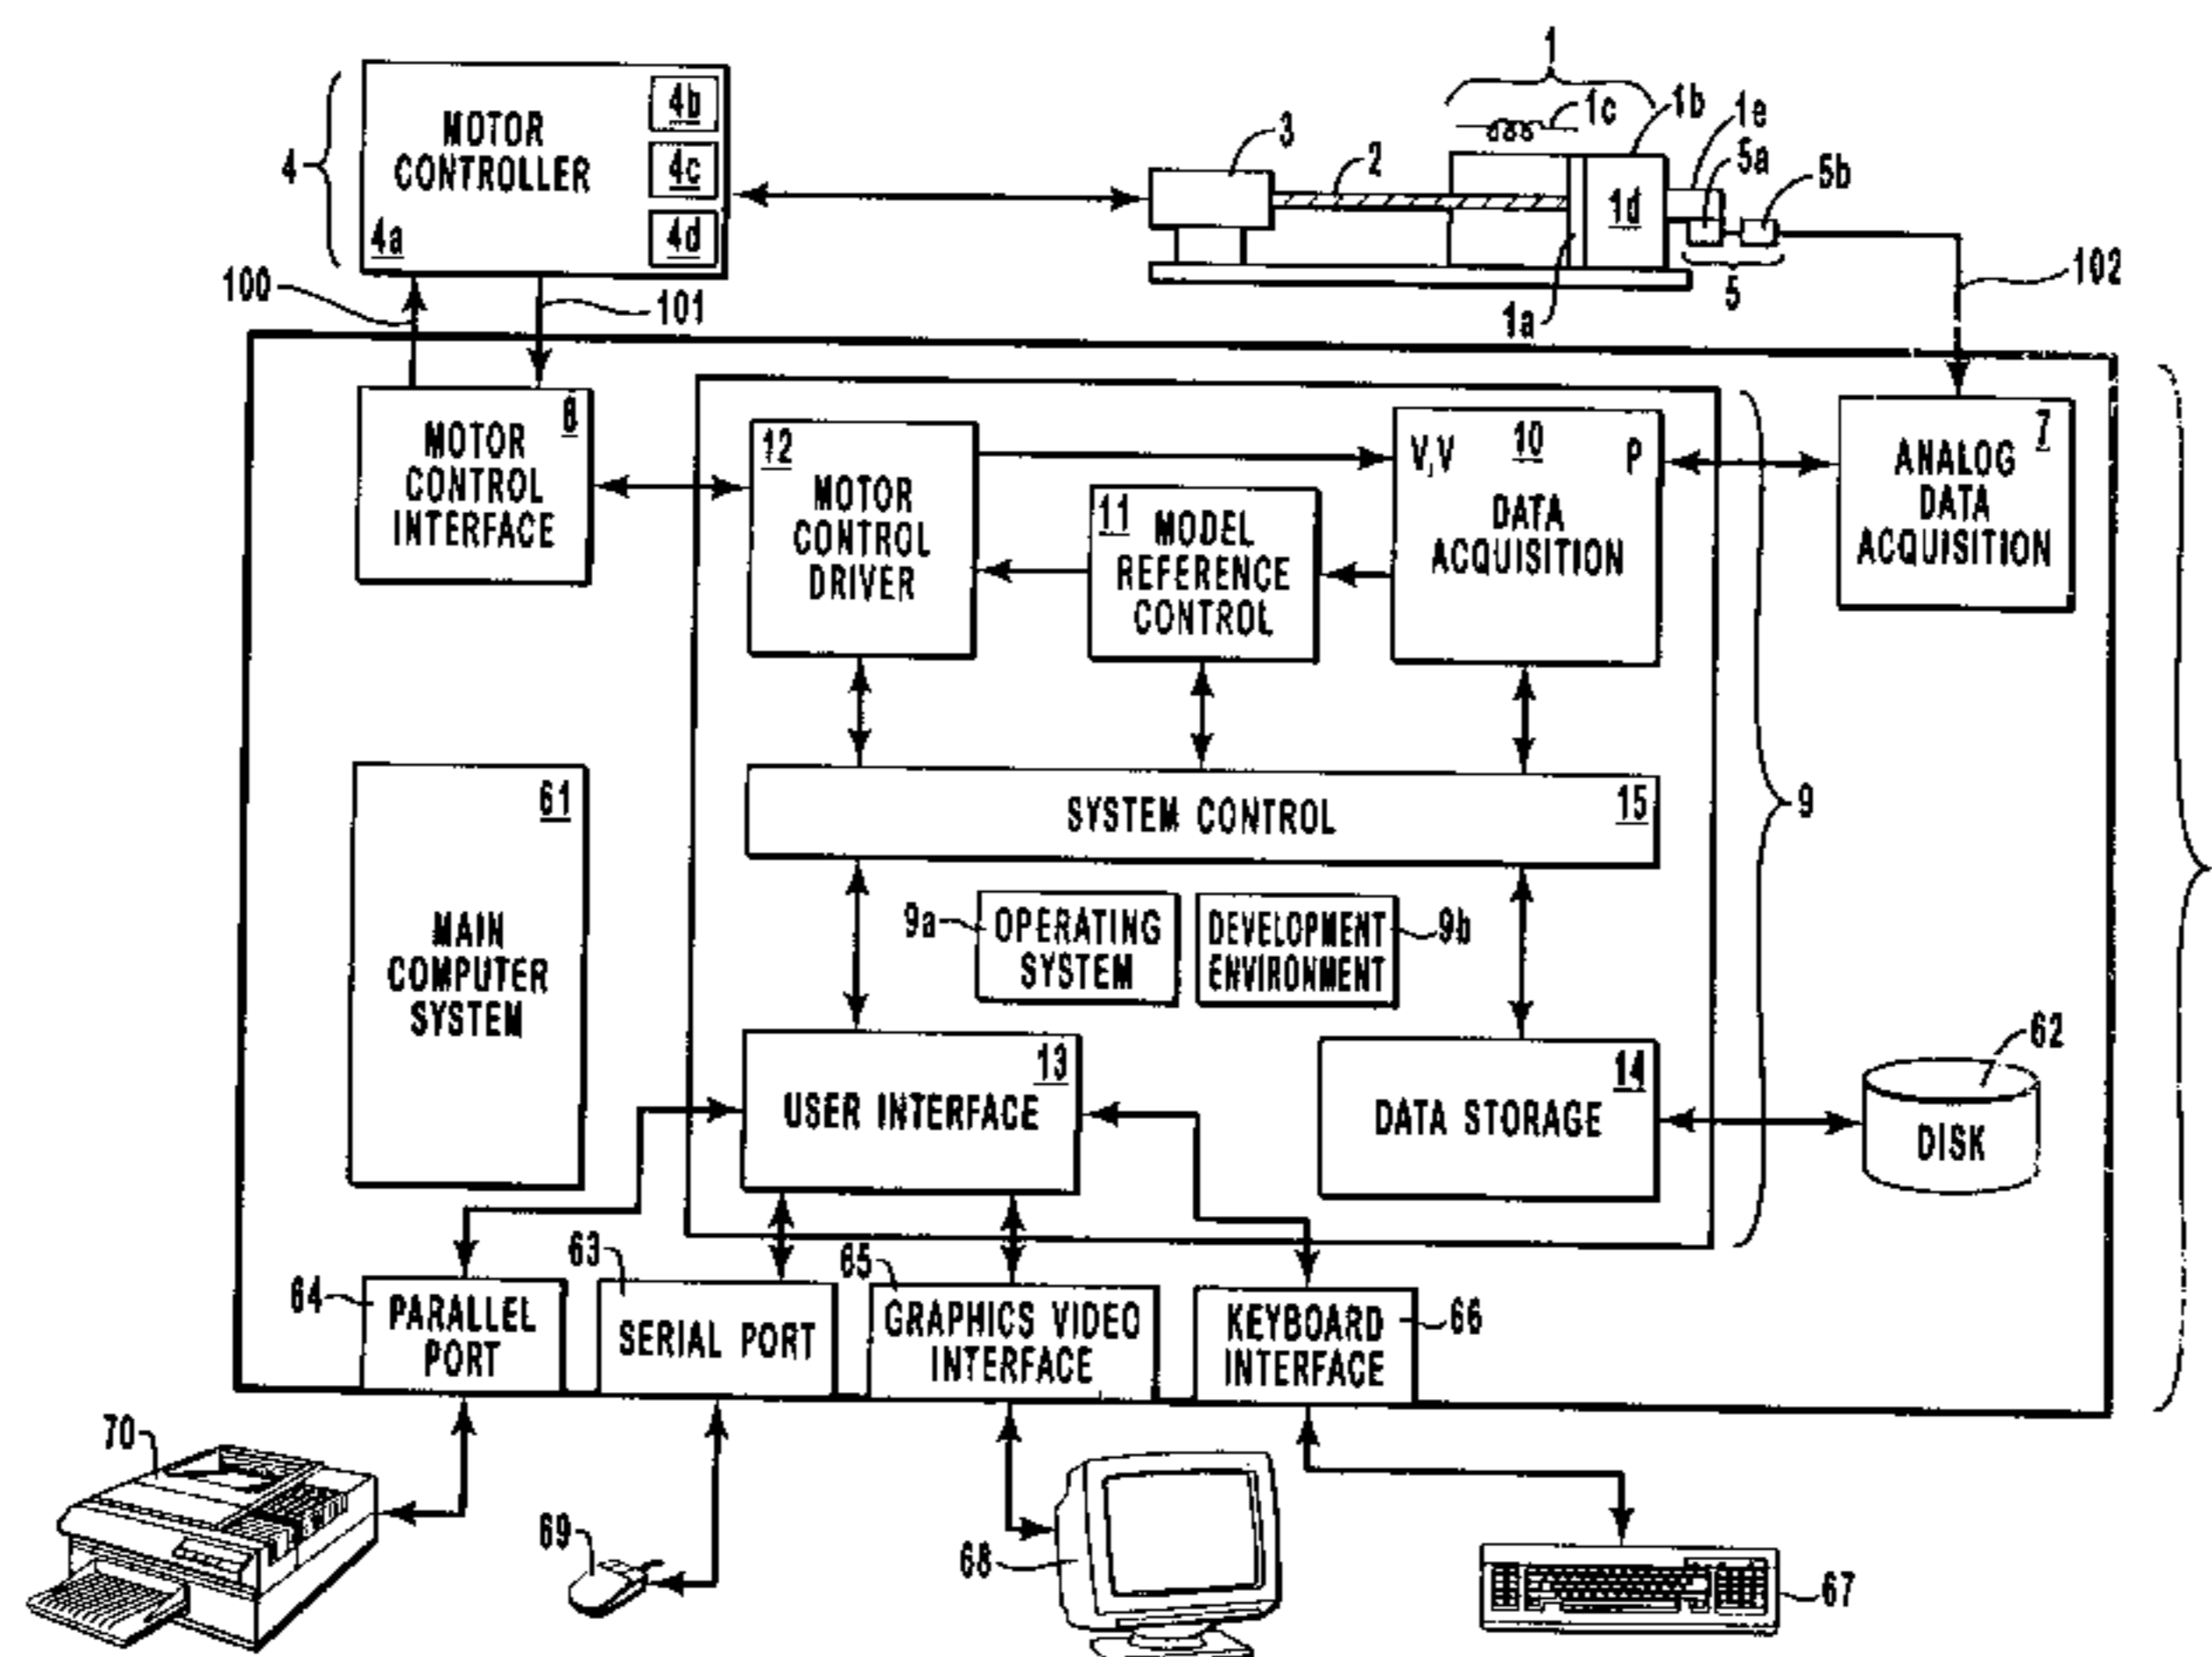 1
1c
1b
1e
5a
5b
3
2
1d
MOTOR
CONTROLLER
4
4a
4b
4c
4d
100
101
1a
5
102
8
MOTOR
CONTROL
INTERFACE
12
MOTOR
CONTROL
DRIVER
11
MODEL
REFERENCE
CONTROL
V,V
10
P
DATA
ACQUISITION
7
ANALOG
DATA
ACQUISITION
SYSTEM CONTROL
15
9
61
MAIN
COMPUTER
SYSTEM
9a
OPERATING
SYSTEM
DEVELOPMENT
ENVIRONMENT
9b
13
USER INTERFACE
14
DATA STORAGE
62
DISK
64
PARALLEL
PORT
63
SERIAL PORT
65
GRAPHICS VIDEO
INTERFACE
KEYBOARD
INTERFACE
66
70
69
68
67